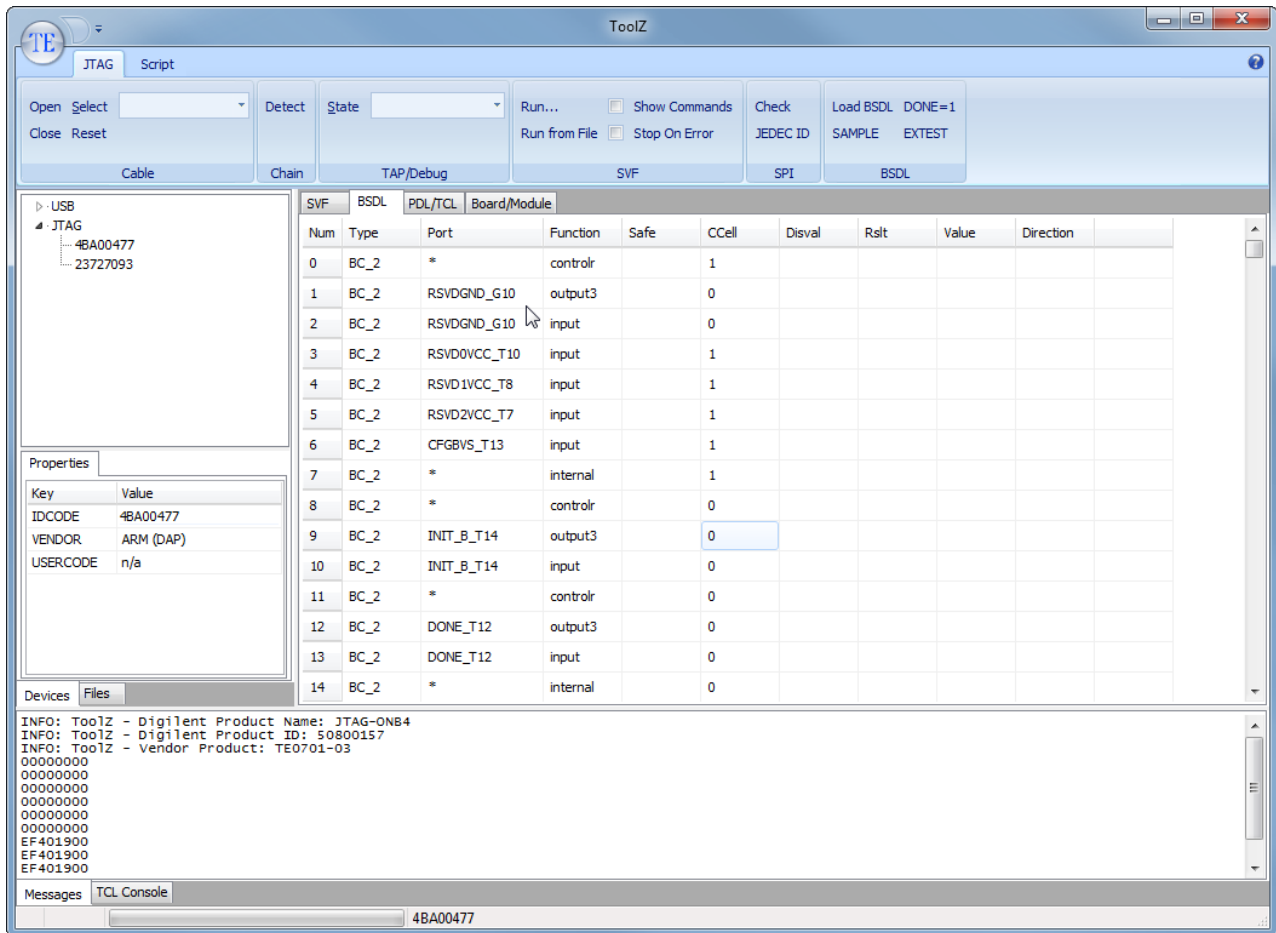 ToolZ
TE
JTAG Script
Open Select Detect State Run... Show Commands Check Load BSDL DONE=1
Close Reset Run from File Stop On Error JEDEC ID SAMPLE EXTEST
Cable Chain TAP/Debug SVF SPI BSDL
USB
JTAG
4BA00477
23727093
Properties
Key Value
IDCODE 4BA00477
VENDOR ARM (DAP)
USERCODE n/a
Devices Files
SVF BSDL PDL/TCL Board/Module
Num Type Port Function Safe CCell Disval Rslt Value Direction
0 BC_2 * controlr 1
1 BC_2 RSVDGND_G10 output3 0
2 BC_2 RSVDGND_G10 input 0
3 BC_2 RSVD0VCC_T10 input 1
4 BC_2 RSVD1VCC_T8 input 1
5 BC_2 RSVD2VCC_T7 input 1
6 BC_2 CFGBVS_T13 input 1
7 BC_2 * internal 1
8 BC_2 * controlr 0
9 BC_2 INIT_B_T14 output3 0
10 BC_2 INIT_B_T14 input 0
11 BC_2 * controlr 0
12 BC_2 DONE_T12 output3 0
13 BC_2 DONE_T12 input 0
14 BC_2 * internal 0
INFO: ToolZ - Digilent Product Name: JTAG-ONB4
INFO: ToolZ - Digilent Product ID: 50800157
INFO: ToolZ - Vendor Product: TE0701-03
00000000
00000000
00000000
00000000
00000000
00000000
EF401900
EF401900
EF401900
Messages TCL Console
4BA00477